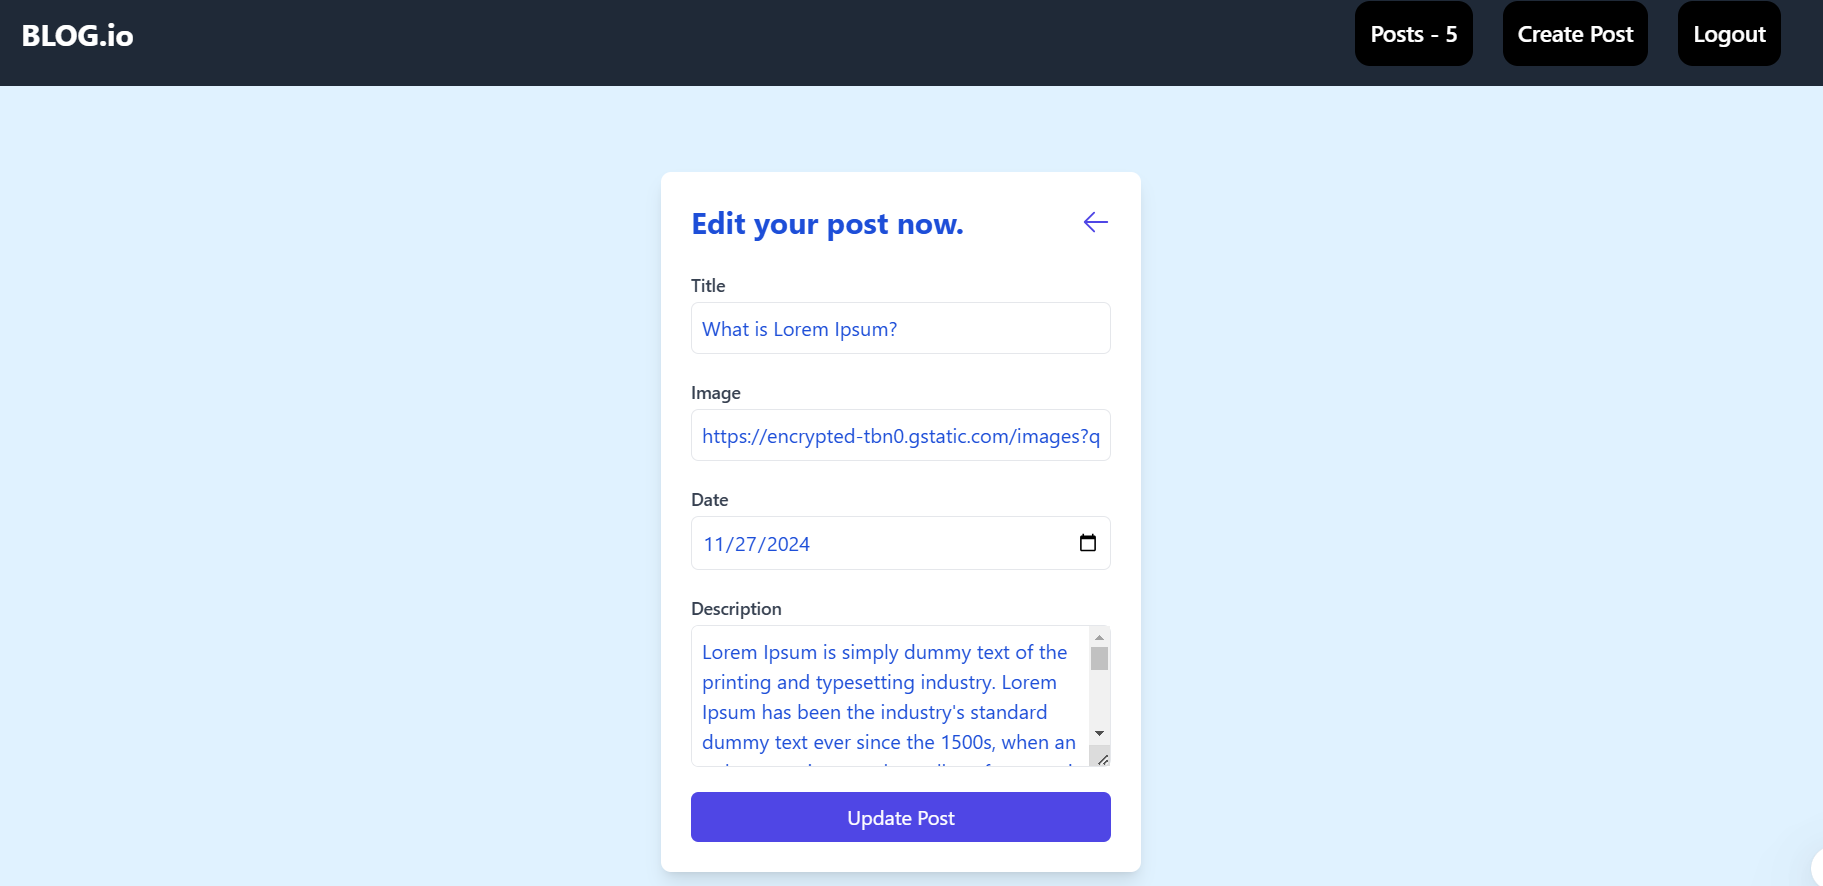 BLOG.io
Posts - 5
Create Post
Logout
Edit your post now.
Title
What is Lorem Ipsum?
Image
https://encrypted-tbn0.gstatic.com/images?q
Date
11/27/2024
Description
Lorem Ipsum is simply dummy text of the
printing and typesetting industry. Lorem
Ipsum has been the industry's standard
dummy text ever since the 1500s, when an
Update Post